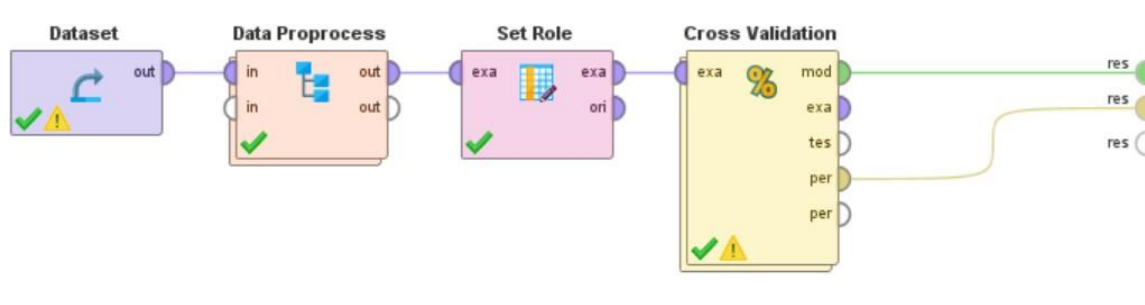 Dataset
out
Data Proprocess
in out
in out
Set Role
exa exa
ori
Cross Validation
exa mod
exa
tes
per
per
res
res
res